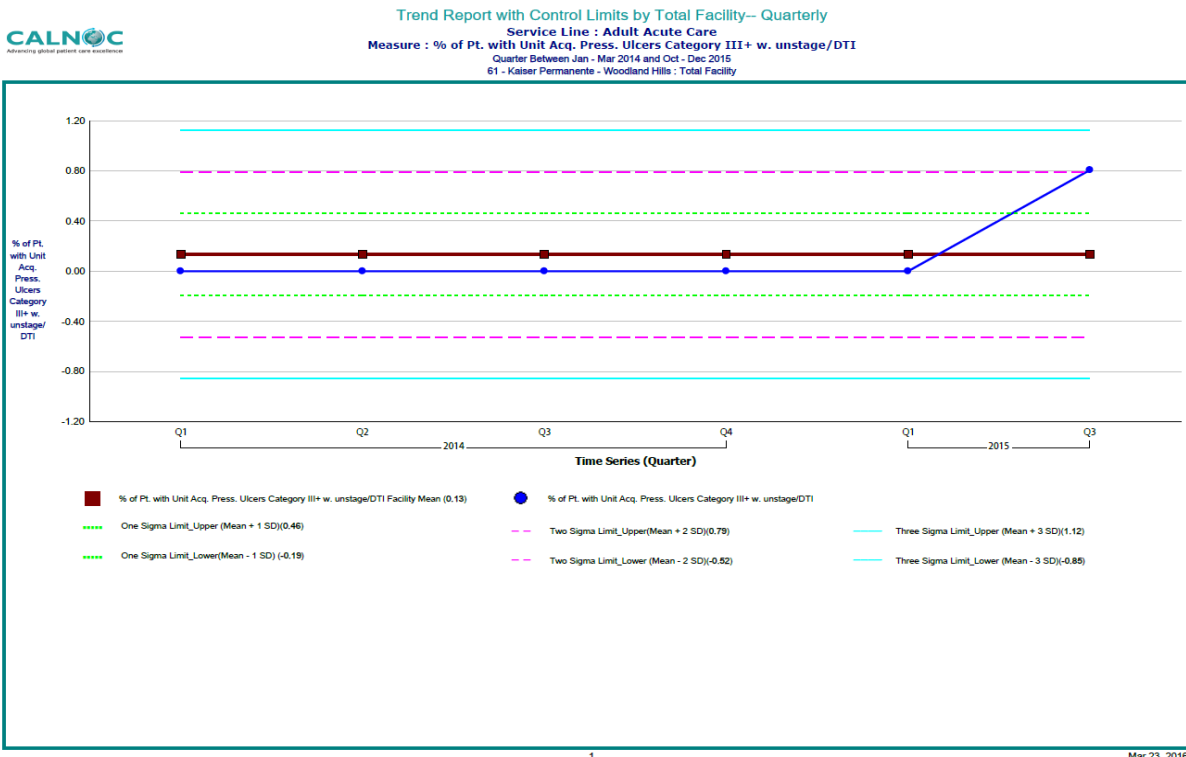 CALNOC
Advancing global patient care excellence
Trend Report with Control Limits by Total Facility-- Quarterly
Service Line : Adult Acute Care
Measure : % of Pt. with Unit Acq. Press. Ulcers Category III+ w. unstage/DTI
Quarter Between Jan - Mar 2014 and Oct - Dec 2015
61 - Kaiser Permanente - Woodland Hills : Total Facility
% of Pt.
with Unit
Acq.
Press.
Ulcers
Category
III+ w.
unstage/
DTI
1.20
0.80
0.40
0.00
-0.40
-0.80
-1.20
Q1 Q2 Q3 Q4 Q1 Q3
2014 2015
Time Series (Quarter)
% of Pt. with Unit Acq. Press. Ulcers Category III+ w. unstage/DTI Facility Mean (0.13) % of Pt. with Unit Acq. Press. Ulcers Category III+ w. unstage/DTI
One Sigma Limit_Upper (Mean + 1 SD)(0.46) Two Sigma Limit_Upper(Mean + 2 SD)(0.79) Three Sigma Limit_Upper (Mean + 3 SD)(1.12)
One Sigma Limit_Lower(Mean - 1 SD) (-0.19) Two Sigma Limit_Lower (Mean - 2 SD)(-0.52) Three Sigma Limit_Lower (Mean - 3 SD)(-0.85)
1 Mar 23, 2016